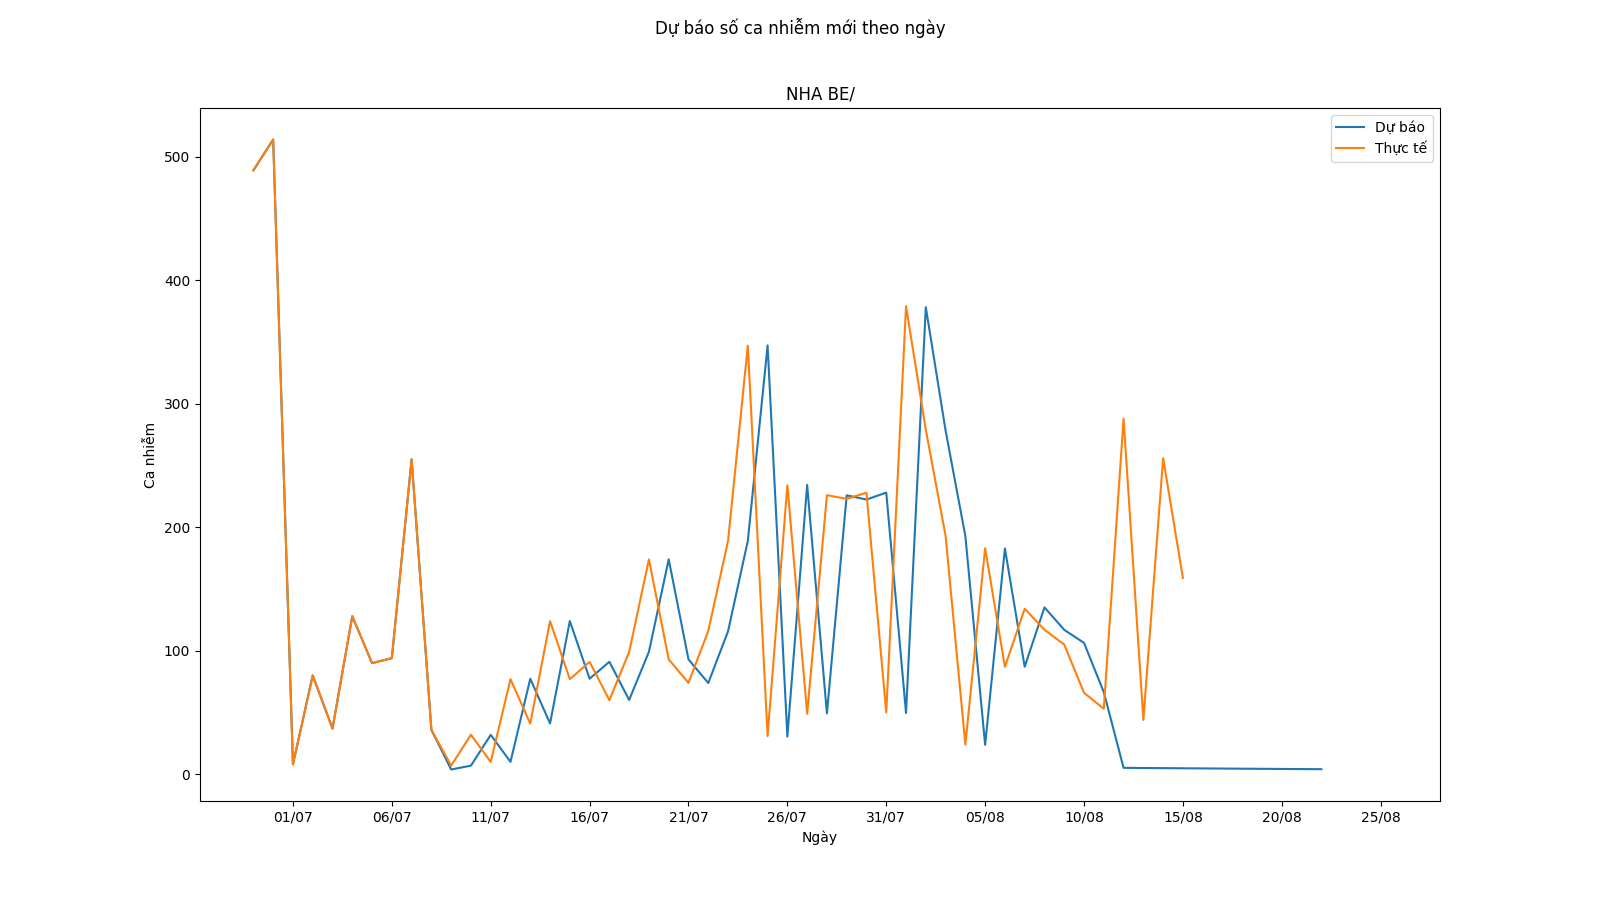 Dự báo số ca nhiễm mới theo ngày
NHA BE/
Dự báo
Thực tế
500
400
300
200
100
0
Ca nhiễm
01/07 06/07 11/07 16/07 21/07 26/07 31/07 05/08 10/08 15/08 20/08 25/08
Ngày